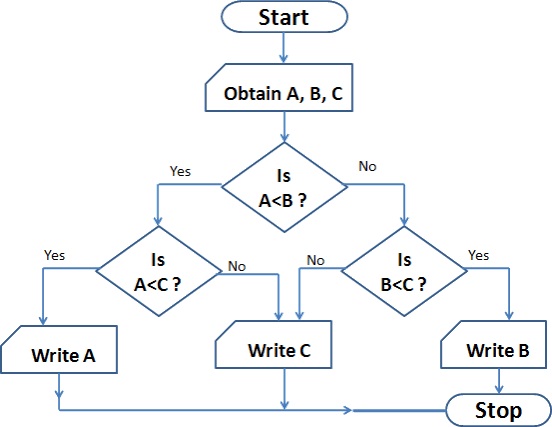 Start
Obtain A, B, C
Is
A<B ?
Yes
No
Is
A<C ?
Yes
No
Is
B<C ?
No
Yes
Write A
Write C
Write B
Stop